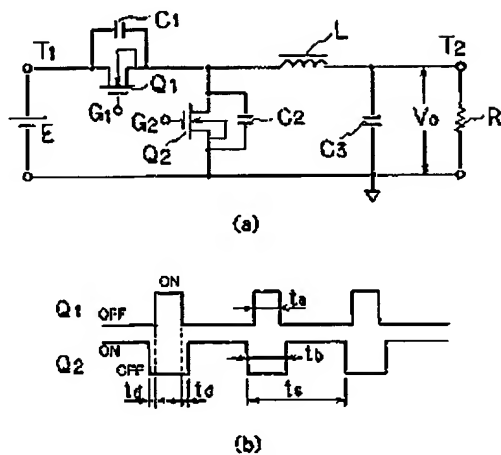 C1
T1
L
T2
Q1
G1
E
G2
C2
Q2
C3
Vo
R
(a)
ON
Q1 OFF
ta
ON
Q2 OFF
tb
td
td
ts
(b)